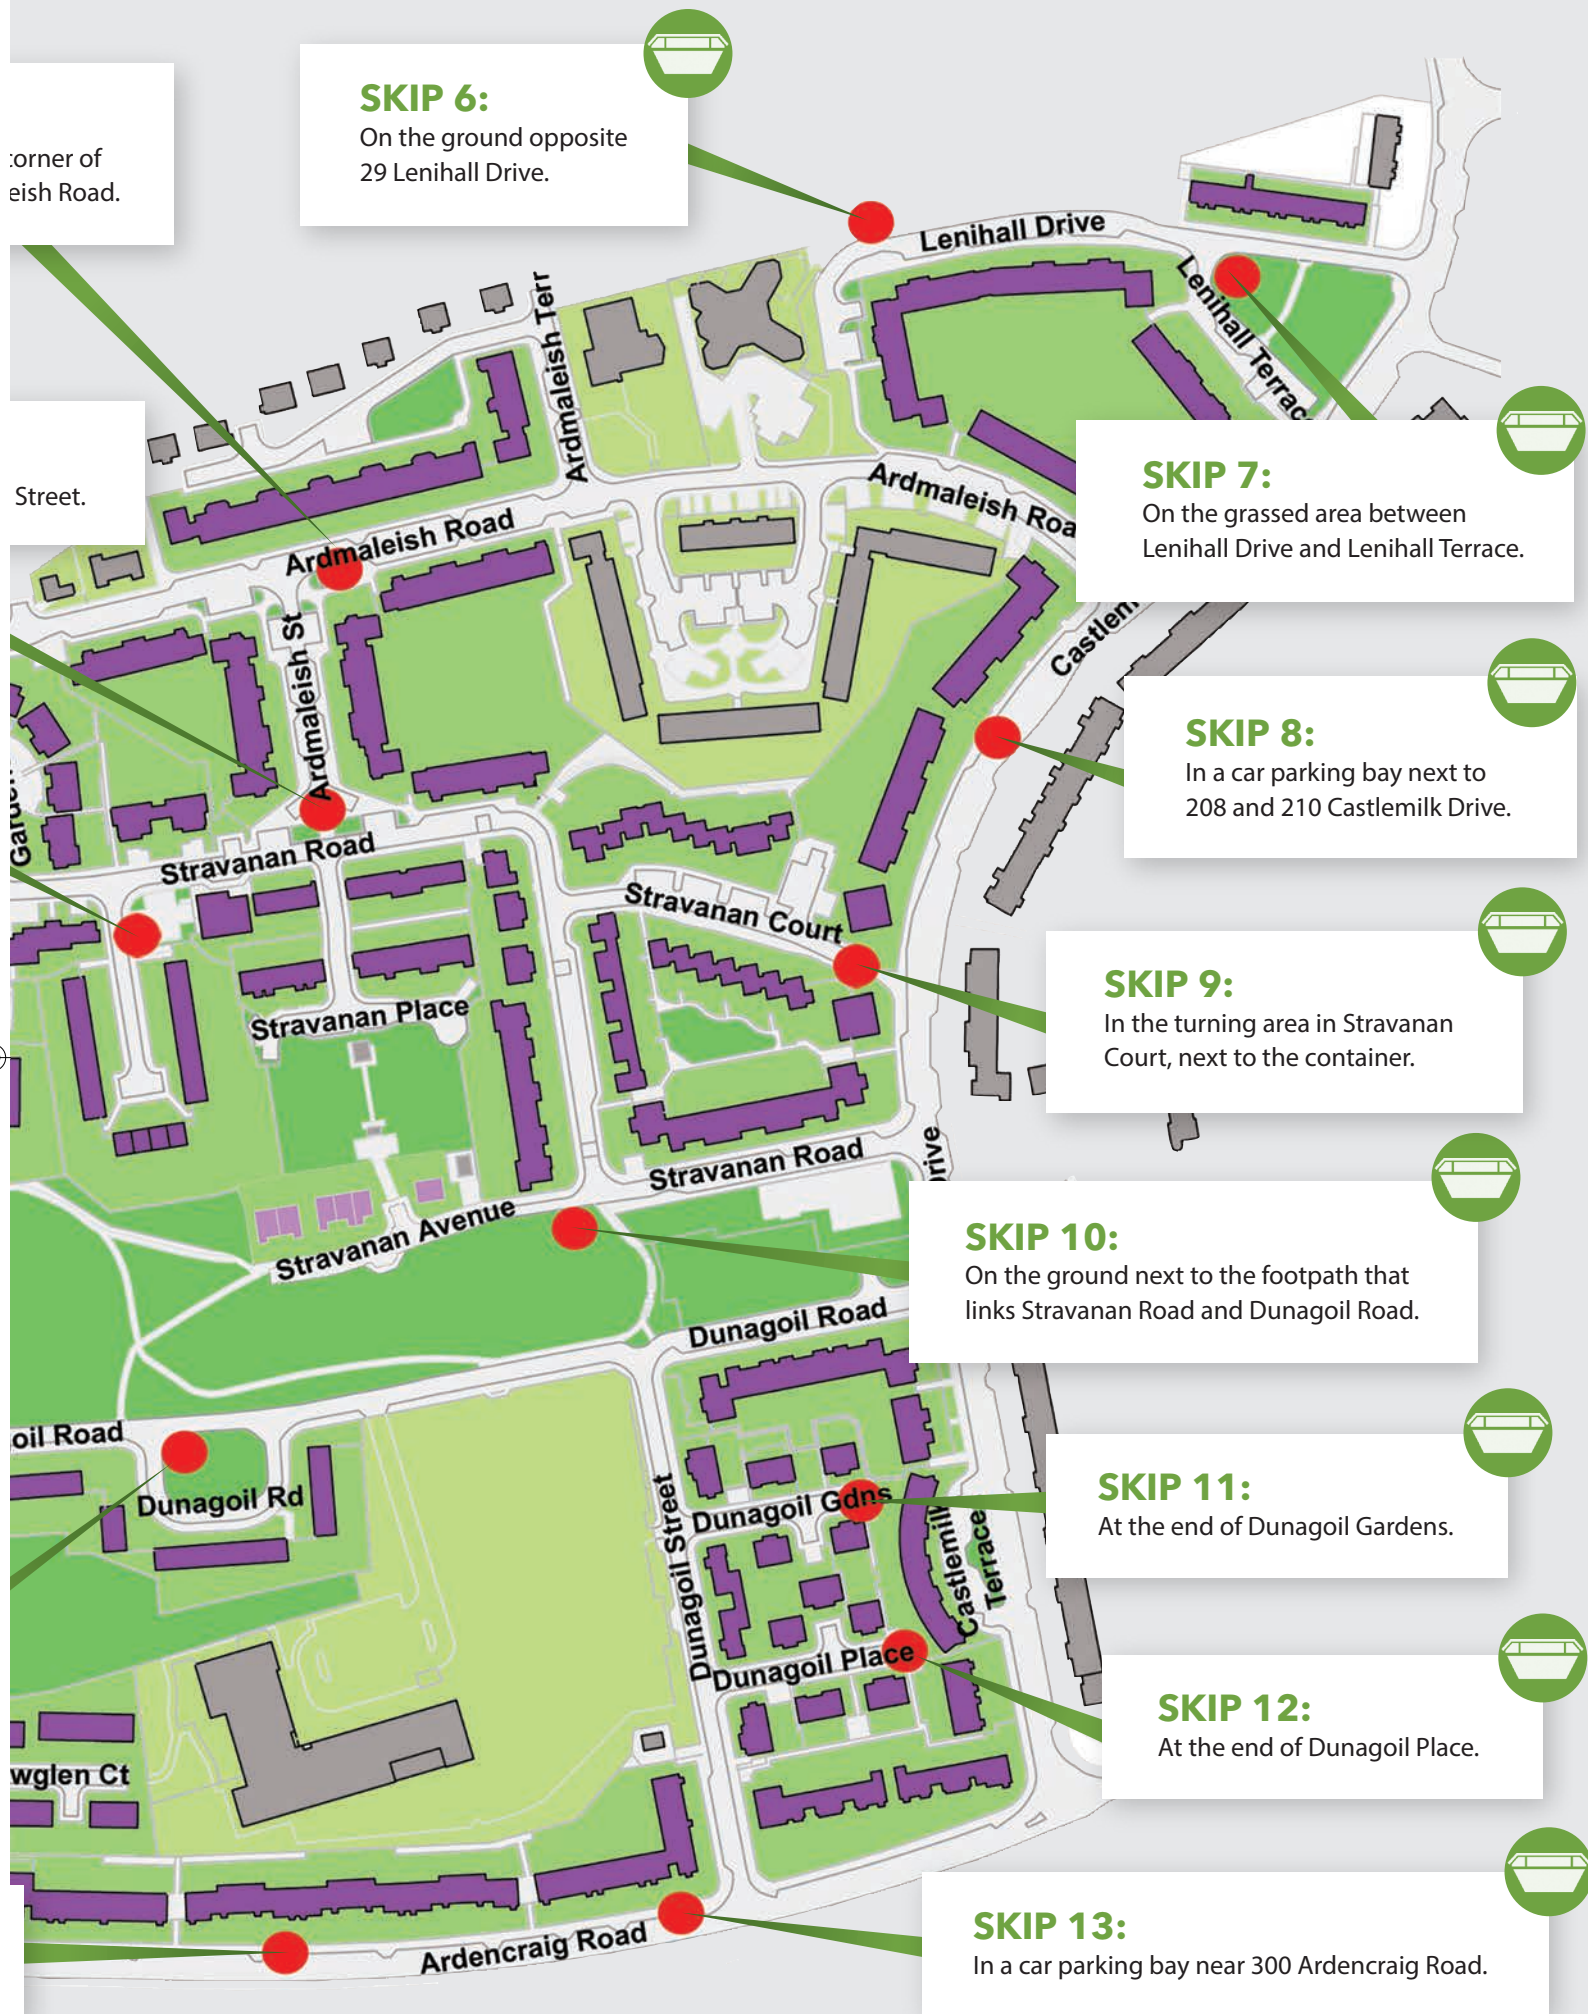 corner of
eish Road.
Street.
SKIP 6:
On the ground opposite
29 Lenihall Drive.
Lenihall Drive
Lenihall Terrace
Ardmaleish Terr
Ardmaleish Road
Ardmaleish Roa
SKIP 7:
On the grassed area between
Lenihall Drive and Lenihall Terrace.
Ardmaleish St
Castlem
SKIP 8:
In a car parking bay next to
208 and 210 Castlemilk Drive.
Garden
Stravanan Road
Stravanan Court
SKIP 9:
In the turning area in Stravanan
Court, next to the container.
Stravanan Place
Stravanan Road
Drive
Stravanan Avenue
SKIP 10:
On the ground next to the footpath that
links Stravanan Road and Dunagoil Road.
Dunagoil Road
oil Road
Dunagoil Rd
Dunagoil Street
Dunagoil Gdns
Castlemilk
Terrace
SKIP 11:
At the end of Dunagoil Gardens.
Dunagoil Place
SKIP 12:
At the end of Dunagoil Place.
wglen Ct
Ardencraig Road
SKIP 13:
In a car parking bay near 300 Ardencraig Road.